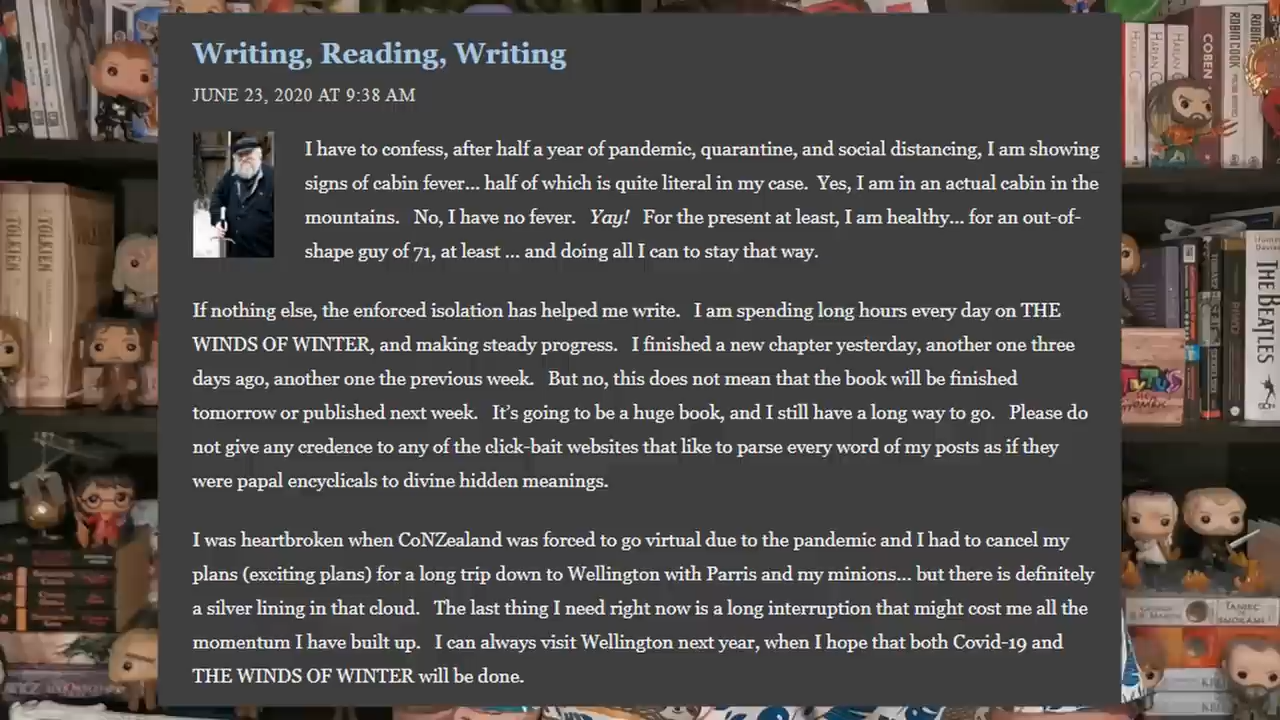 Writing, Reading, Writing
JUNE 23, 2020 AT 9:38 AM
I have to confess, after half a year of pandemic, quarantine, and social distancing, I am showing
signs of cabin fever… half of which is quite literal in my case. Yes, I am in an actual cabin in the
mountains. No, I have no fever. Yay! For the present at least, I am healthy… for an out-of-
shape guy of 71, at least … and doing all I can to stay that way.
If nothing else, the enforced isolation has helped me write. I am spending long hours every day on THE
WINDS OF WINTER, and making steady progress. I finished a new chapter yesterday, another one three
days ago, another one the previous week. But no, this does not mean that the book will be finished
tomorrow or published next week. It’s going to be a huge book, and I still have a long way to go. Please do
not give any credence to any of the click-bait websites that like to parse every word of my posts as if they
were papal encyclicals to divine hidden meanings.
I was heartbroken when CoNZealand was forced to go virtual due to the pandemic and I had to cancel my
plans (exciting plans) for a long trip down to Wellington with Parris and my minions… but there is definitely
a silver lining in that cloud. The last thing I need right now is a long interruption that might cost me all the
momentum I have built up. I can always visit Wellington next year, when I hope that both Covid-19 and
THE WINDS OF WINTER will be done.
TOLKIEN
TOLKIEN
HARLAN
HARLAN
COBEN
ROBIN COOK
ROBIN
THE BEATLES